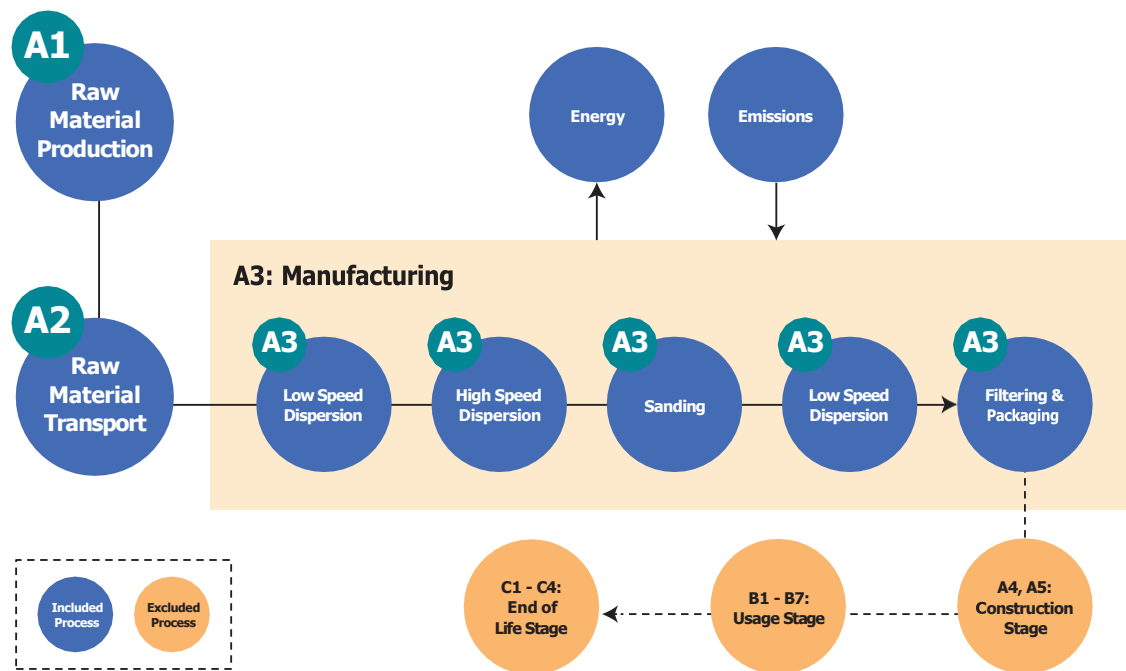 A1
Raw
Material
Production
Energy
Emissions
A3: Manufacturing
A2
Raw
Material
Transport
A3
Low Speed
Dispersion
A3
High Speed
Dispersion
A3
Sanding
A3
Low Speed
Dispersion
A3
Filtering &
Packaging
Included
Process
Excluded
Process
C1 - C4:
End of
Life Stage
B1 - B7:
Usage Stage
A4, A5:
Construction
Stage